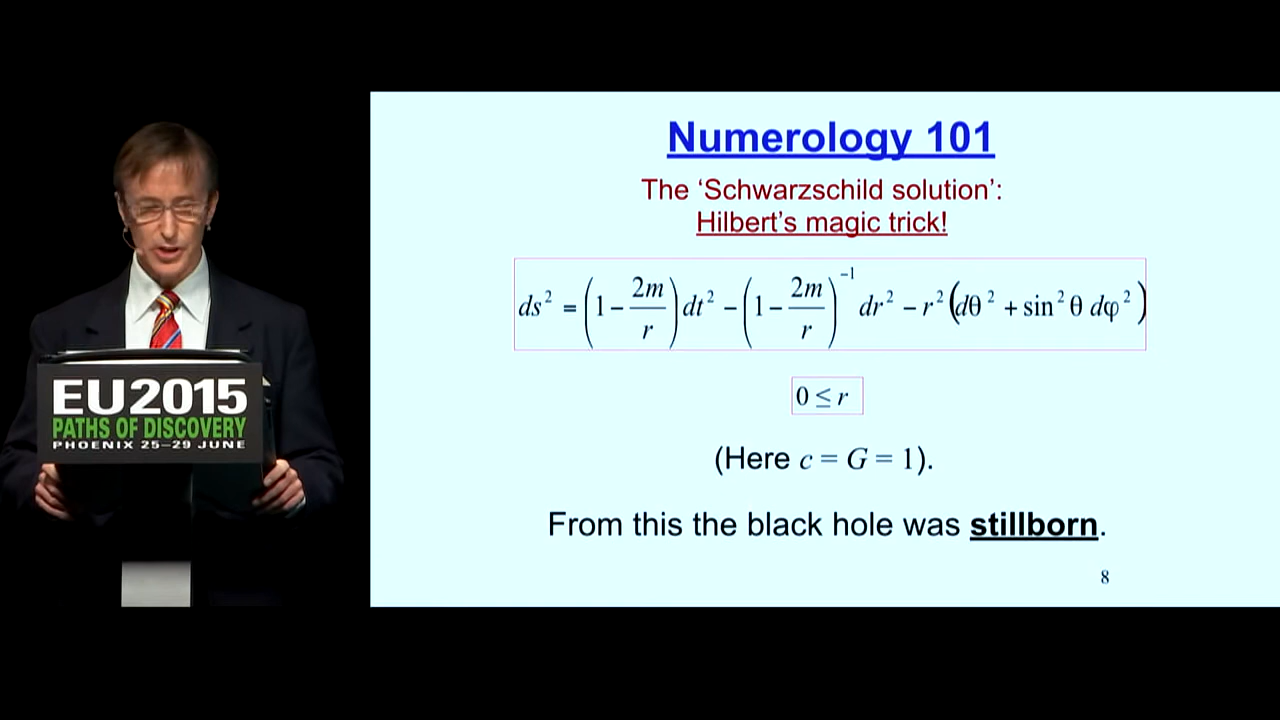 EU2015
PATHS OF DISCOVERY
PHOENIX 25–29 JUNE
Numerology 101
The ‘Schwarzschild solution’:
Hilbert’s magic trick!
ds² = (1 − 2m/r) dt² − (1 − 2m/r)⁻¹ dr² − r² (dθ² + sin²θ dφ²)
0 ≤ r
(Here c = G = 1).
From this the black hole was stillborn.
8